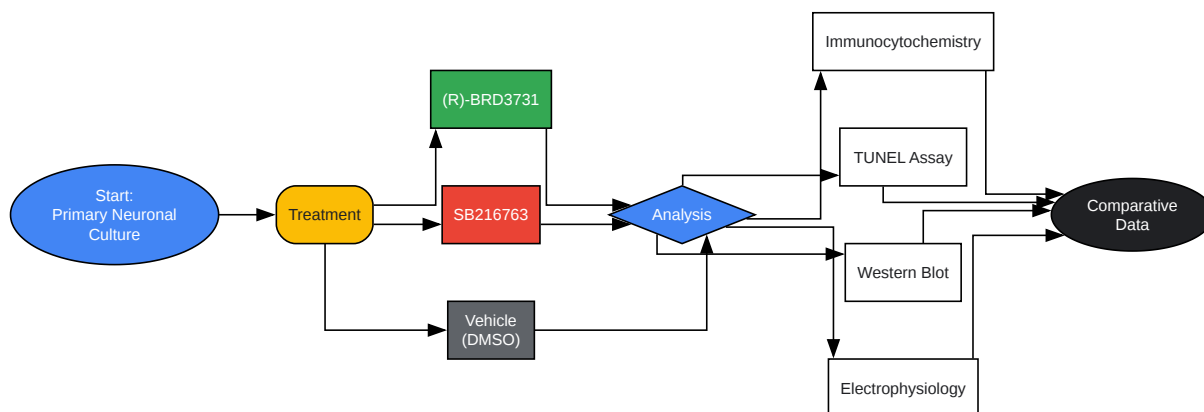 Start:
Primary Neuronal
Culture
Treatment
(R)-BRD3731
SB216763
Vehicle
(DMSO)
Analysis
Immunocytochemistry
TUNEL Assay
Western Blot
Electrophysiology
Comparative
Data